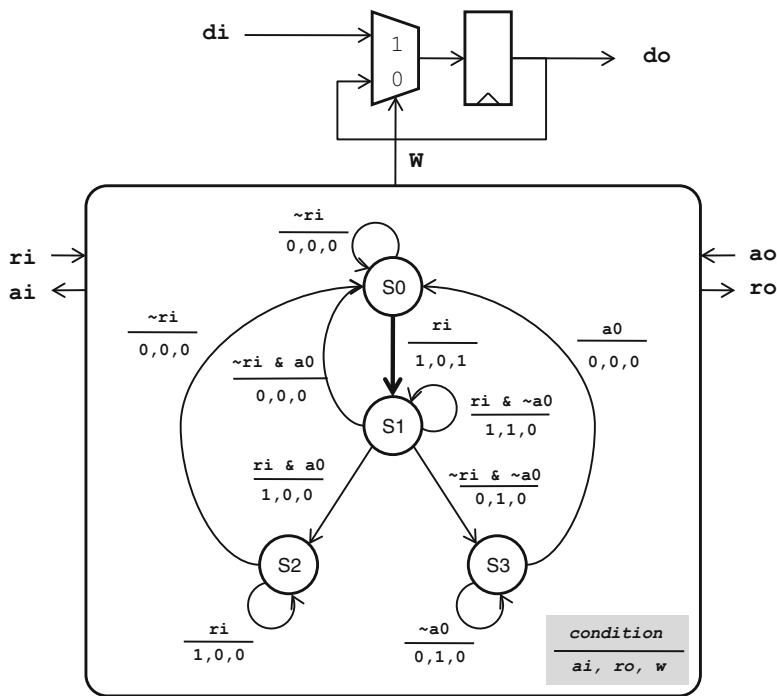 di
1
0
do
W
ri
ai
ao
ro
~ri
0,0,0
S0
~ri
0,0,0
~ri & a0
0,0,0
ri
1,0,1
a0
0,0,0
S1
ri & ~a0
1,1,0
ri & a0
1,0,0
~ri & ~a0
0,1,0
S2
S3
ri
1,0,0
~a0
0,1,0
condition
ai, ro, w